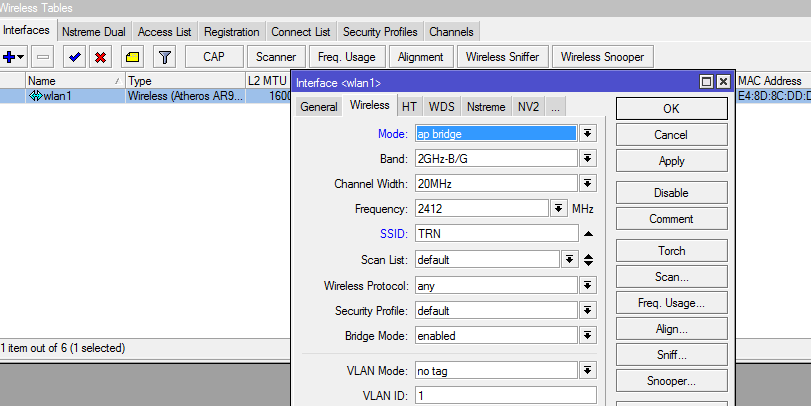 Wireless Tables
Interfaces Nstreme Dual Access List Registration Connect List Security Profiles Channels
CAP Scanner Freq. Usage Alignment Wireless Sniffer Wireless Snooper
Name / Type L2 MTU MAC Address
wlan1 Wireless (Atheros AR9... 1600 E4:8D:8C:DD:D
Interface <wlan1>
General Wireless HT WDS Nstreme NV2 ...
Mode: ap bridge
Band: 2GHz-B/G
Channel Width: 20MHz
Frequency: 2412 MHz
SSID: TRN
Scan List: default
Wireless Protocol: any
Security Profile: default
Bridge Mode: enabled
VLAN Mode: no tag
VLAN ID: 1
OK
Cancel
Apply
Disable
Comment
Torch
Scan...
Freq. Usage...
Align...
Sniff...
Snooper...
1 item out of 6 (1 selected)